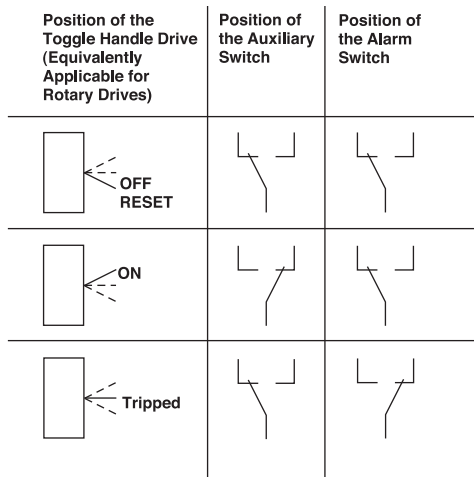 Position of the
Toggle Handle Drive
(Equivalently
Applicable for
Rotary Drives)
Position of
the Auxiliary
Switch
Position of
the Alarm
Switch
OFF
RESET
ON
Tripped